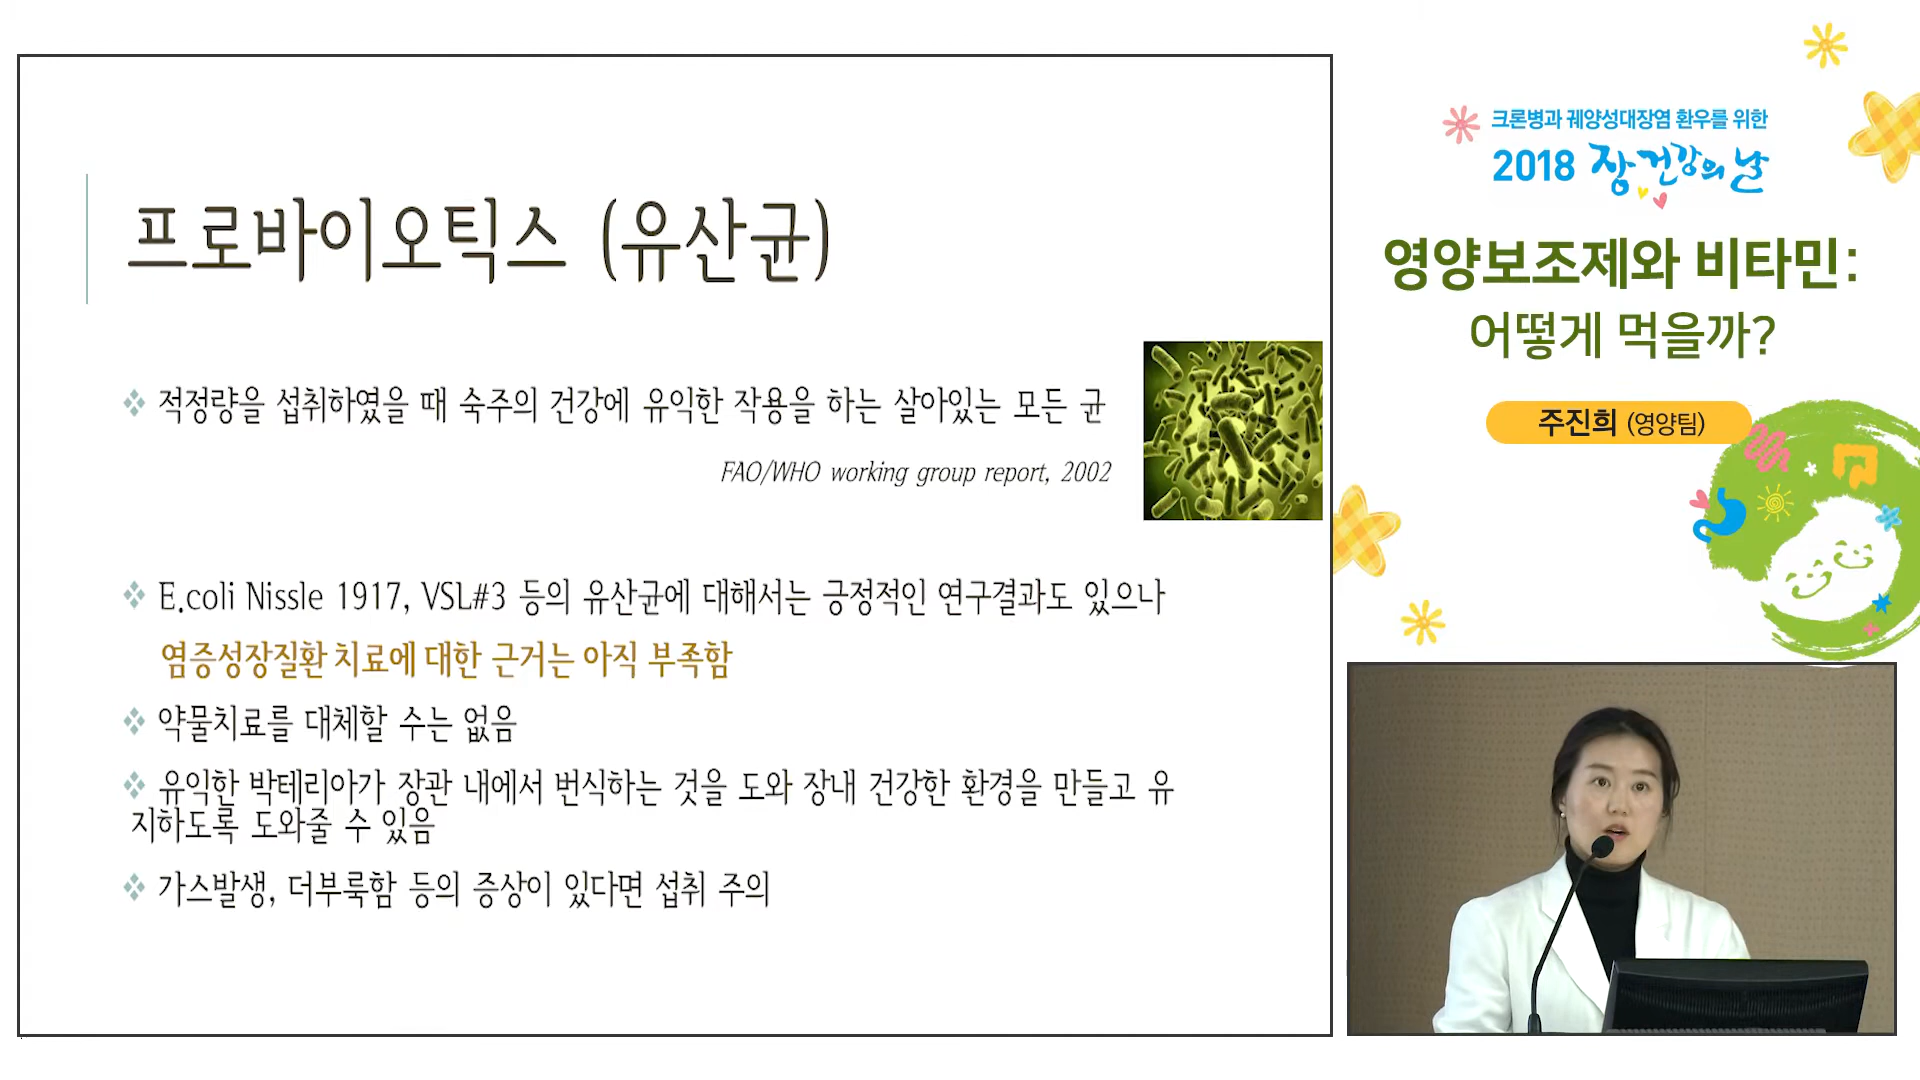 프로바이오틱스 (유산균)
적정량을 섭취하였을 때 숙주의 건강에 유익한 작용을 하는 살아있는 모든 균
FAO/WHO working group report, 2002
E.coli Nissle 1917, VSL#3 등의 유산균에 대해서는 긍정적인 연구결과도 있으나
염증성장질환 치료에 대한 근거는 아직 부족함
약물치료를 대체할 수는 없음
유익한 박테리아가 장관 내에서 번식하는 것을 도와 장내 건강한 환경을 만들고 유
지하도록 도와줄 수 있음
가스발생, 더부룩함 등의 증상이 있다면 섭취 주의
크론병과 궤양성대장염 환우를 위한
2018 장 건강의 날
영양보조제와 비타민:
어떻게 먹을까?
주진희 (영양팀)